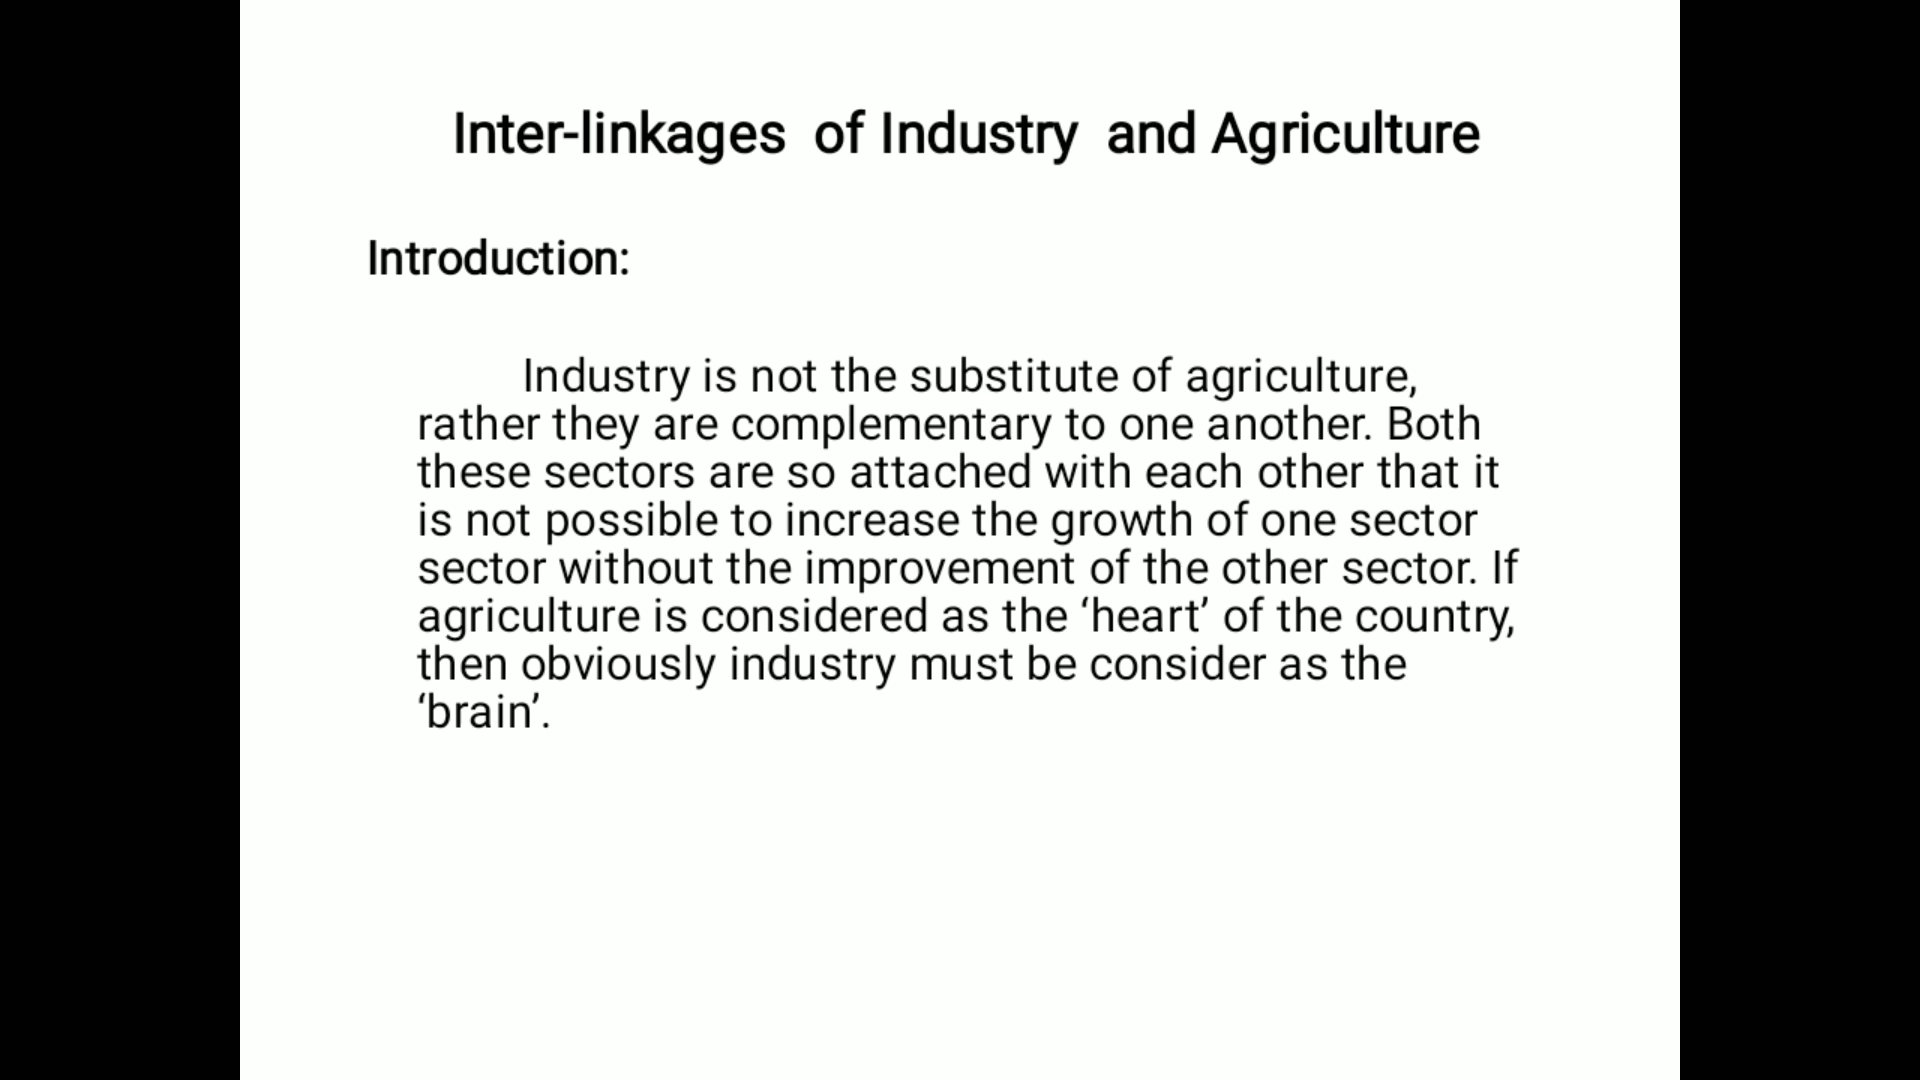 Inter-linkages of Industry and Agriculture
Introduction:
Industry is not the substitute of agriculture,
rather they are complementary to one another. Both
these sectors are so attached with each other that it
is not possible to increase the growth of one sector
sector without the improvement of the other sector. If
agriculture is considered as the ‘heart’ of the country,
then obviously industry must be consider as the
‘brain’.